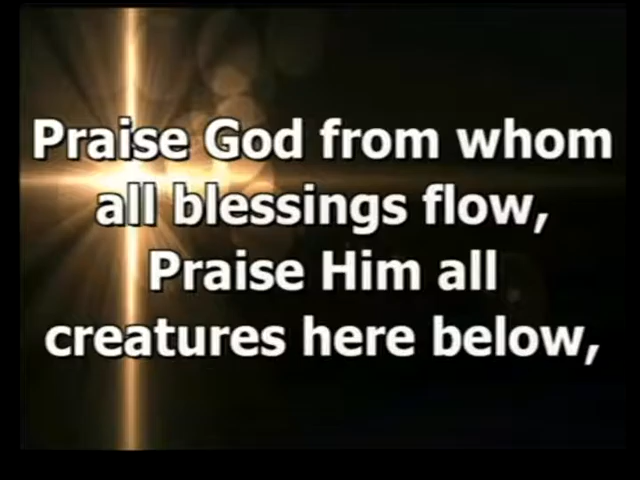 Praise God from whom
all blessings flow,
Praise Him all
creatures here below,